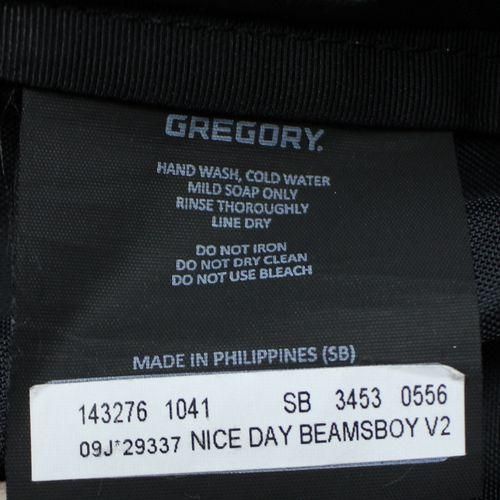 GREGORY.
HAND WASH, COLD WATER
MILD SOAP ONLY
RINSE THOROUGHLY
LINE DRY
DO NOT IRON
DO NOT DRY CLEAN
DO NOT USE BLEACH
MADE IN PHILIPPINES (SB)
143276 1041 SB 3453 0556
09J*29337 NICE DAY BEAMSBOY V2